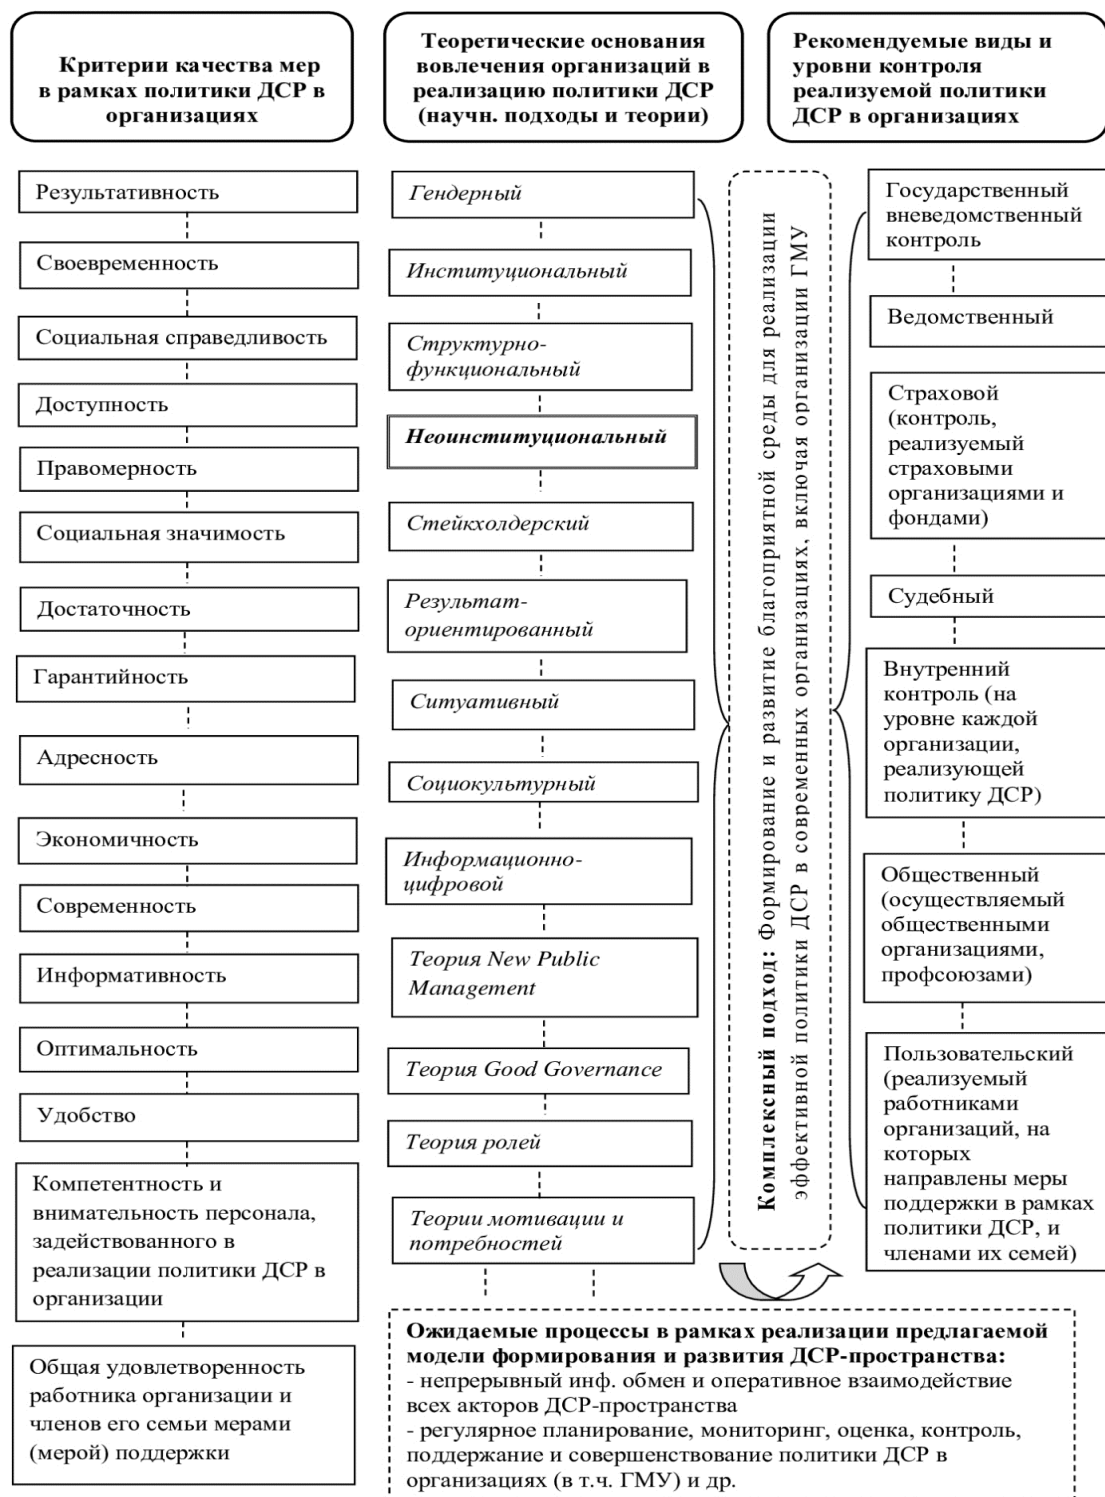 Критерии качества мер
в рамках политики ДСР в
организациях
Теоретические основания
вовлечения организаций в
реализацию политики ДСР
(научн. подходы и теории)
Рекомендуемые виды и
уровни контроля
реализуемой политики
ДСР в организациях
Результативность
Своевременность
Социальная справедливость
Доступность
Правомерность
Социальная значимость
Достаточность
Гарантийность
Адресность
Экономичность
Современность
Информативность
Оптимальность
Удобство
Компетентность и
внимательность персонала,
задействованного в
реализации политики ДСР в
организации
Общая удовлетворенность
работника организации и
членов его семьи мерами
(мерой) поддержки
Гендерный
Институциональный
Структурно-
функциональный
Неоинституциональный
Стейкхолдерский
Результат-
ориентированный
Ситуативный
Социокультурный
Информационно-
цифровой
Теория New Public
Management
Теория Good Governance
Теория ролей
Теории мотивации и
потребностей
Комплексный подход: Формирование и развитие благоприятной среды для реализации
эффективной политики ДСР в современных организациях, включая организации ГМУ
Государственный
вневедомственный
контроль
Ведомственный
Страховой
(контроль,
реализуемый
страховыми
организациями и
фондами)
Судебный
Внутренний
контроль (на
уровне каждой
организации,
реализующей
политику ДСР)
Общественный
(осуществляемый
общественными
организациями,
профсоюзами)
Пользовательский
(реализуемый
работниками
организаций, на
которых
направлены меры
поддержки в рамках
политики ДСР, и
членами их семей)
Ожидаемые процессы в рамках реализации предлагаемой
модели формирования и развития ДСР-пространства:
- непрерывный инф. обмен и оперативное взаимодействие
всех акторов ДСР-пространства
- регулярное планирование, мониторинг, оценка, контроль,
поддержание и совершенствование политики ДСР в
организациях (в т.ч. ГМУ) и др.